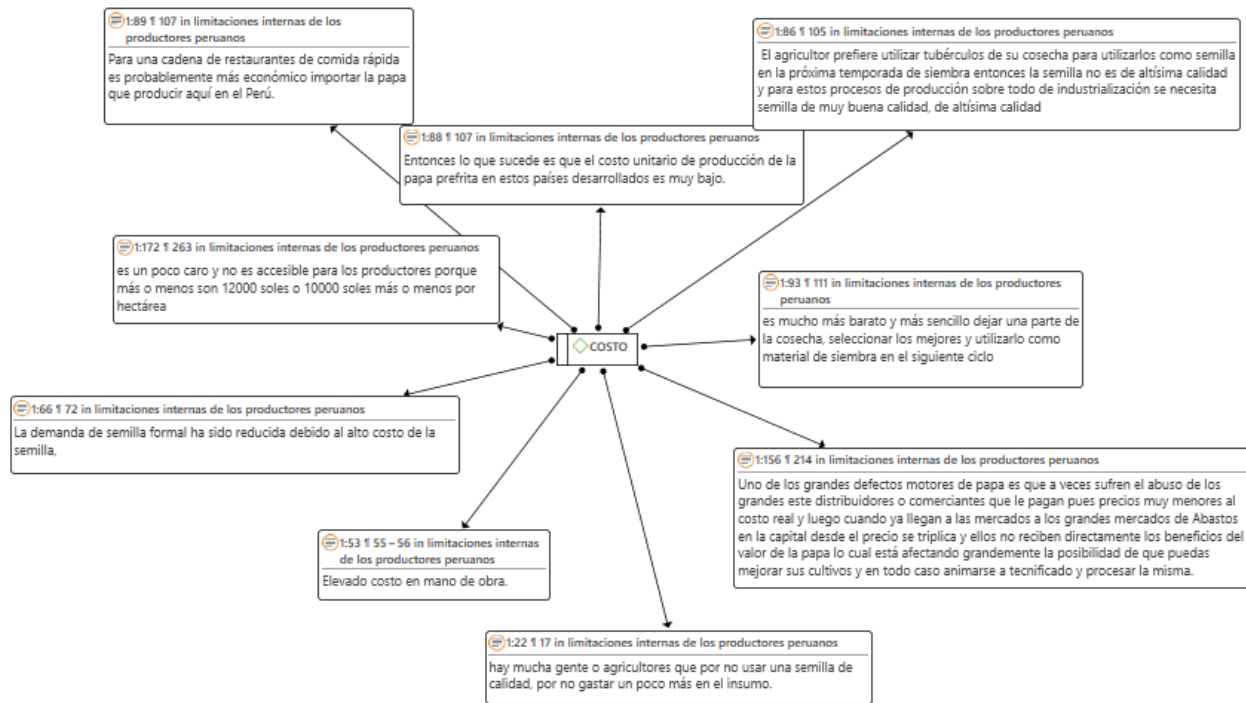 1:89 ¶ 107 in limitaciones internas de los
productores peruanos
Para una cadena de restaurantes de comida rápida
es probablemente más económico importar la papa
que producir aquí en el Perú.
1:86 ¶ 105 in limitaciones internas de los productores peruanos
El agricultor prefiere utilizar tubérculos de su cosecha para utilizarlos como semilla
en la próxima temporada de siembra entonces la semilla no es de altísima calidad
y para estos procesos de producción sobre todo de industrialización se necesita
semilla de muy buena calidad, de altísima calidad
1:88 ¶ 107 in limitaciones internas de los productores peruanos
Entonces lo que sucede es que el costo unitario de producción de la
papa prefrita en estos países desarrollados es muy bajo.
1:172 ¶ 263 in limitaciones internas de los productores peruanos
es un poco caro y no es accesible para los productores porque
más o menos son 12000 soles o 10000 soles más o menos por
hectárea
1:93 ¶ 111 in limitaciones internas de los productores
peruanos
es mucho más barato y más sencillo dejar una parte de
la cosecha, seleccionar los mejores y utilizarlo como
material de siembra en el siguiente ciclo
COSTO
1:66 ¶ 72 in limitaciones internas de los productores peruanos
La demanda de semilla formal ha sido reducida debido al alto costo de la
semilla,
1:156 ¶ 214 in limitaciones internas de los productores peruanos
Uno de los grandes defectos motores de papa es que a veces sufren el abuso de los
grandes este distribuidores o comerciantes que le pagan pues precios muy menores al
costo real y luego cuando ya llegan a las mercados a los grandes mercados de Abastos
en la capital desde el precio se triplica y ellos no reciben directamente los beneficios del
valor de la papa lo cual está afectando grandemente la posibilidad de que puedas
mejorar sus cultivos y en todo caso animarse a tecnificado y procesar la misma.
1:53 ¶ 55 – 56 in limitaciones internas
de los productores peruanos
Elevado costo en mano de obra.
1:22 ¶ 17 in limitaciones internas de los productores peruanos
hay mucha gente o agricultores que por no usar una semilla de
calidad, por no gastar un poco más en el insumo.